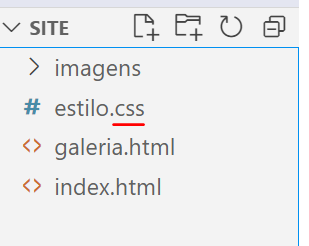 SITE
imagens
# estilo.css
<> galeria.html
<> index.html